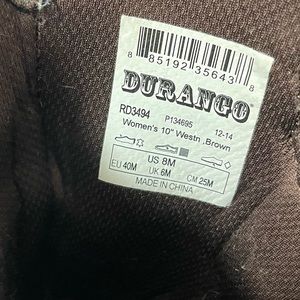 8 85192 35643 8
DURANGO
RD3494 P134695 12-14
Women's 10" Westn .Brown
US 8M
EU 40M UK 6M CM 25M
MADE IN CHINA